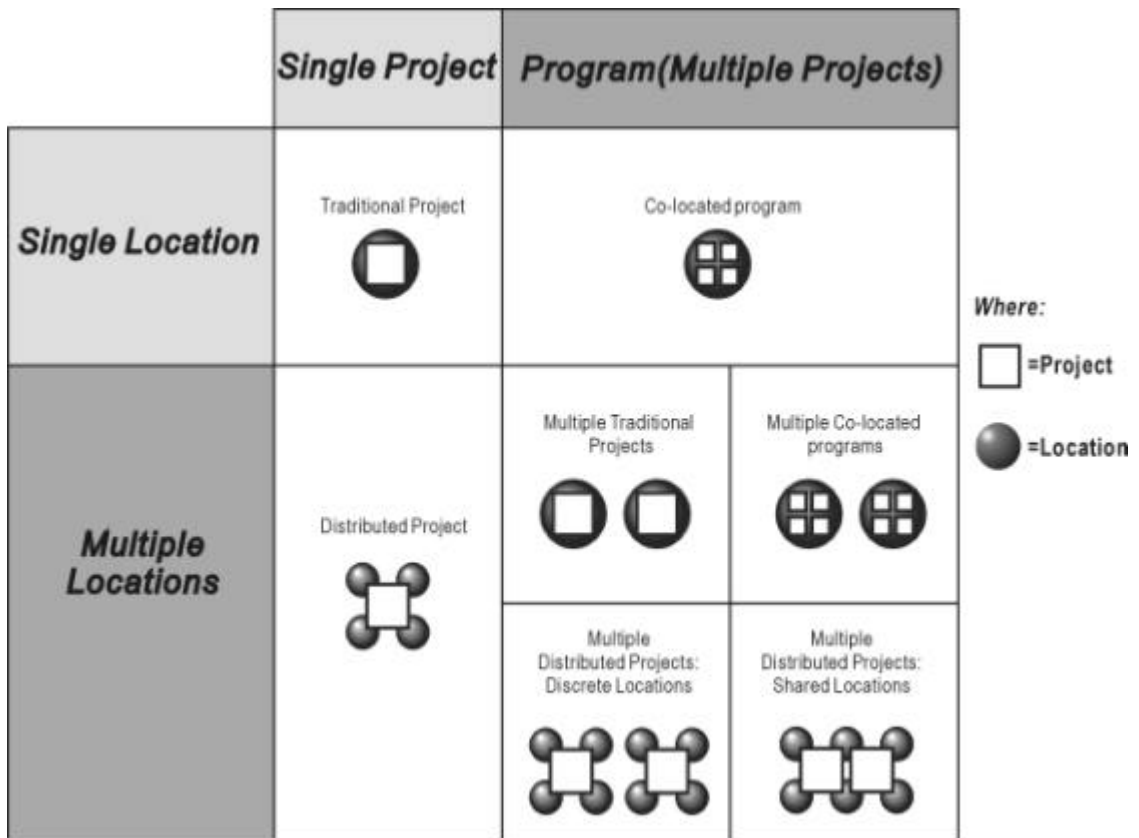 Single Project
Program(Multiple Projects)
Single Location
Traditional Project
Co-located program
Where:
=Project
=Location
Multiple
Locations
Distributed Project
Multiple Traditional
Projects
Multiple Co-located
programs
Multiple
Distributed Projects:
Discrete Locations
Multiple
Distributed Projects:
Shared Locations